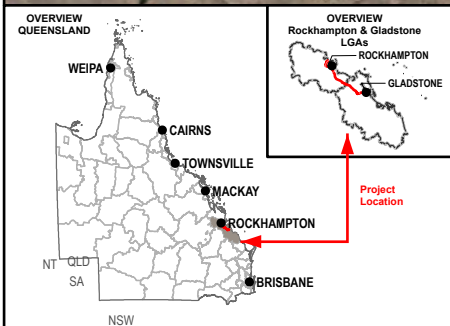 OVERVIEW
QUEENSLAND
WEIPA
CAIRNS
TOWNSVILLE
MACKAY
ROCKHAMPTON
BRISBANE
NT
QLD
SA
NSW
OVERVIEW
Rockhampton & Gladstone
LGAs
ROCKHAMPTON
GLADSTONE
Project
Location